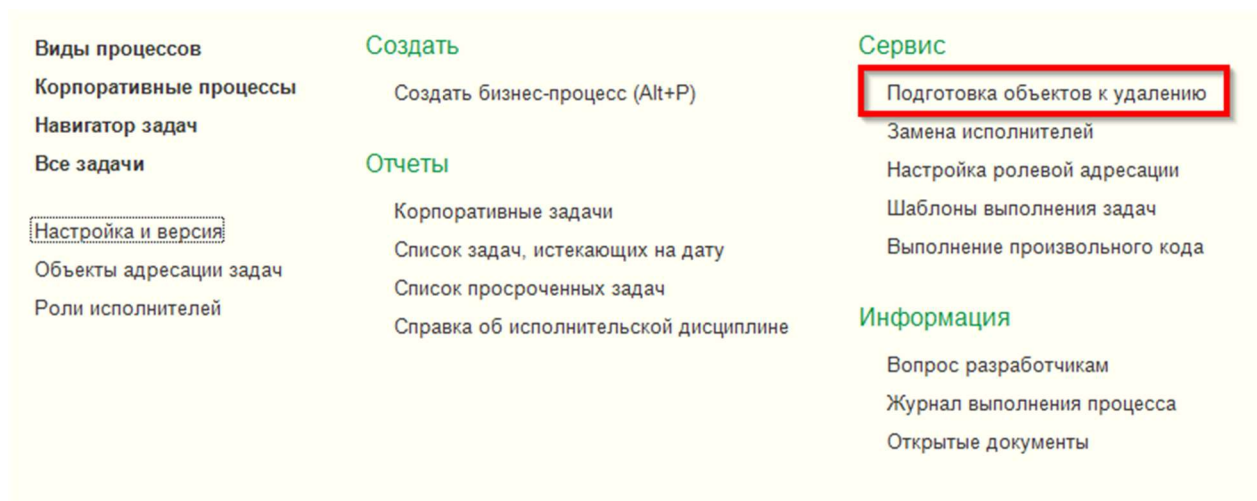 Виды процессов
Корпоративные процессы
Навигатор задач
Все задачи
Настройка и версия
Объекты адресации задач
Роли исполнителей
Создать
Создать бизнес-процесс (Alt+P)
Отчеты
Корпоративные задачи
Список задач, истекающих на дату
Список просроченных задач
Справка об исполнительской дисциплине
Сервис
Подготовка объектов к удалению
Замена исполнителей
Настройка ролевой адресации
Шаблоны выполнения задач
Выполнение произвольного кода
Информация
Вопрос разработчикам
Журнал выполнения процесса
Открытые документы